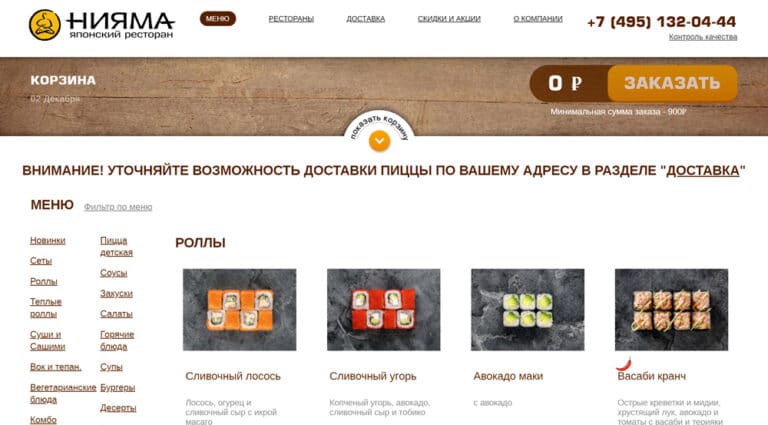 НИЯМА
японский ресторан
МЕНЮ
РЕСТОРАНЫ
ДОСТАВКА
СКИДКИ И АКЦИИ
О КОМПАНИИ
+7 (495) 132-04-44
Контроль качества
КОРЗИНА
02 Декабря
0 ₽
ЗАКАЗАТЬ
Минимальная сумма заказа - 900₽
показать корзину
ВНИМАНИЕ! УТОЧНЯЙТЕ ВОЗМОЖНОСТЬ ДОСТАВКИ ПИЦЦЫ ПО ВАШЕМУ АДРЕСУ В РАЗДЕЛЕ "ДОСТАВКА"
МЕНЮ
Фильтр по меню
Новинки
Сеты
Роллы
Теплые
роллы
Суши и
Сашими
Вок и тепан.
Вегетарианские
блюда
Комбо
Пицца
детская
Соусы
Закуски
Салаты
Горячие
блюда
Супы
Бургеры
Десерты
РОЛЛЫ
Сливочный лосось
Лосось, огурец и
сливочный сыр с икрой
масаго
Сливочный угорь
Копченый угорь, авокадо,
сливочный сыр и тобико
Авокадо маки
с авокадо
Васаби кранч
Острые креветки и мидии,
хрустящий лук, авокадо и
томаты с васаби и терияки